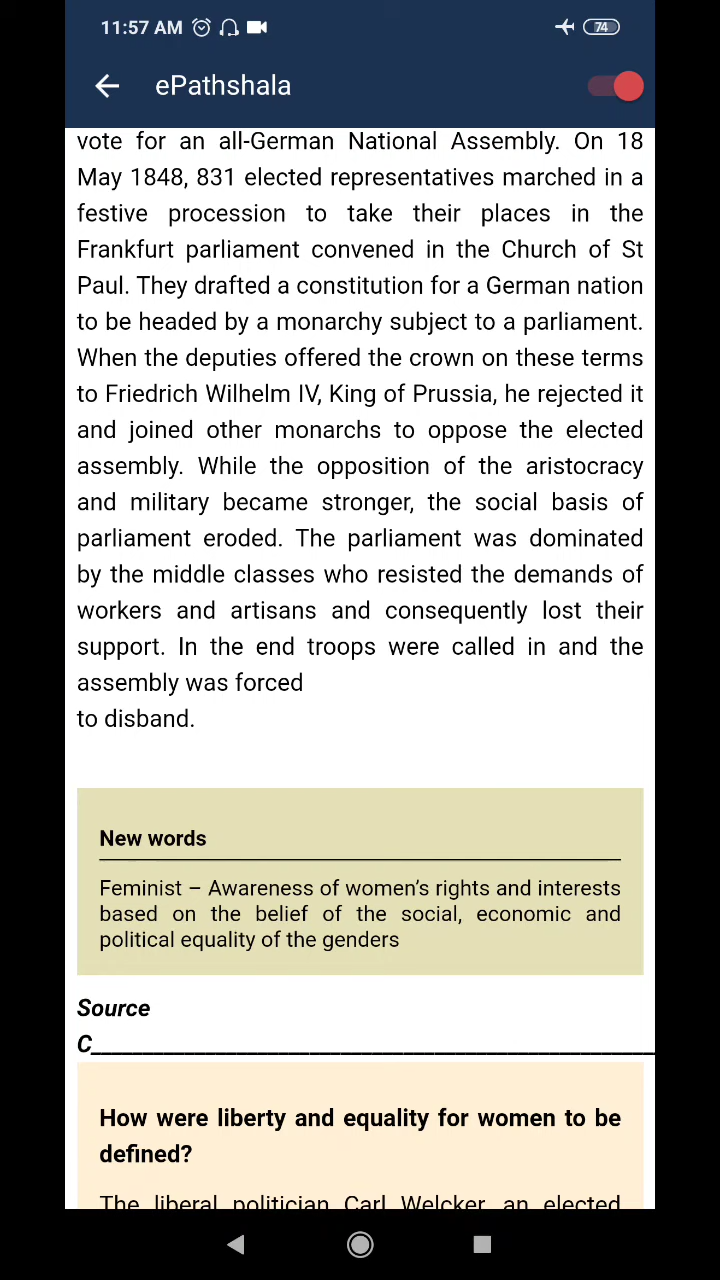 11:57 AM
74
ePathshala
vote for an all-German National Assembly. On 18
May 1848, 831 elected representatives marched in a
festive procession to take their places in the
Frankfurt parliament convened in the Church of St
Paul. They drafted a constitution for a German nation
to be headed by a monarchy subject to a parliament.
When the deputies offered the crown on these terms
to Friedrich Wilhelm IV, King of Prussia, he rejected it
and joined other monarchs to oppose the elected
assembly. While the opposition of the aristocracy
and military became stronger, the social basis of
parliament eroded. The parliament was dominated
by the middle classes who resisted the demands of
workers and artisans and consequently lost their
support. In the end troops were called in and the
assembly was forced
to disband.
New words
Feminist – Awareness of women’s rights and interests
based on the belief of the social, economic and
political equality of the genders
Source
C
How were liberty and equality for women to be
defined?
The liberal politician Carl Welcker, an elected